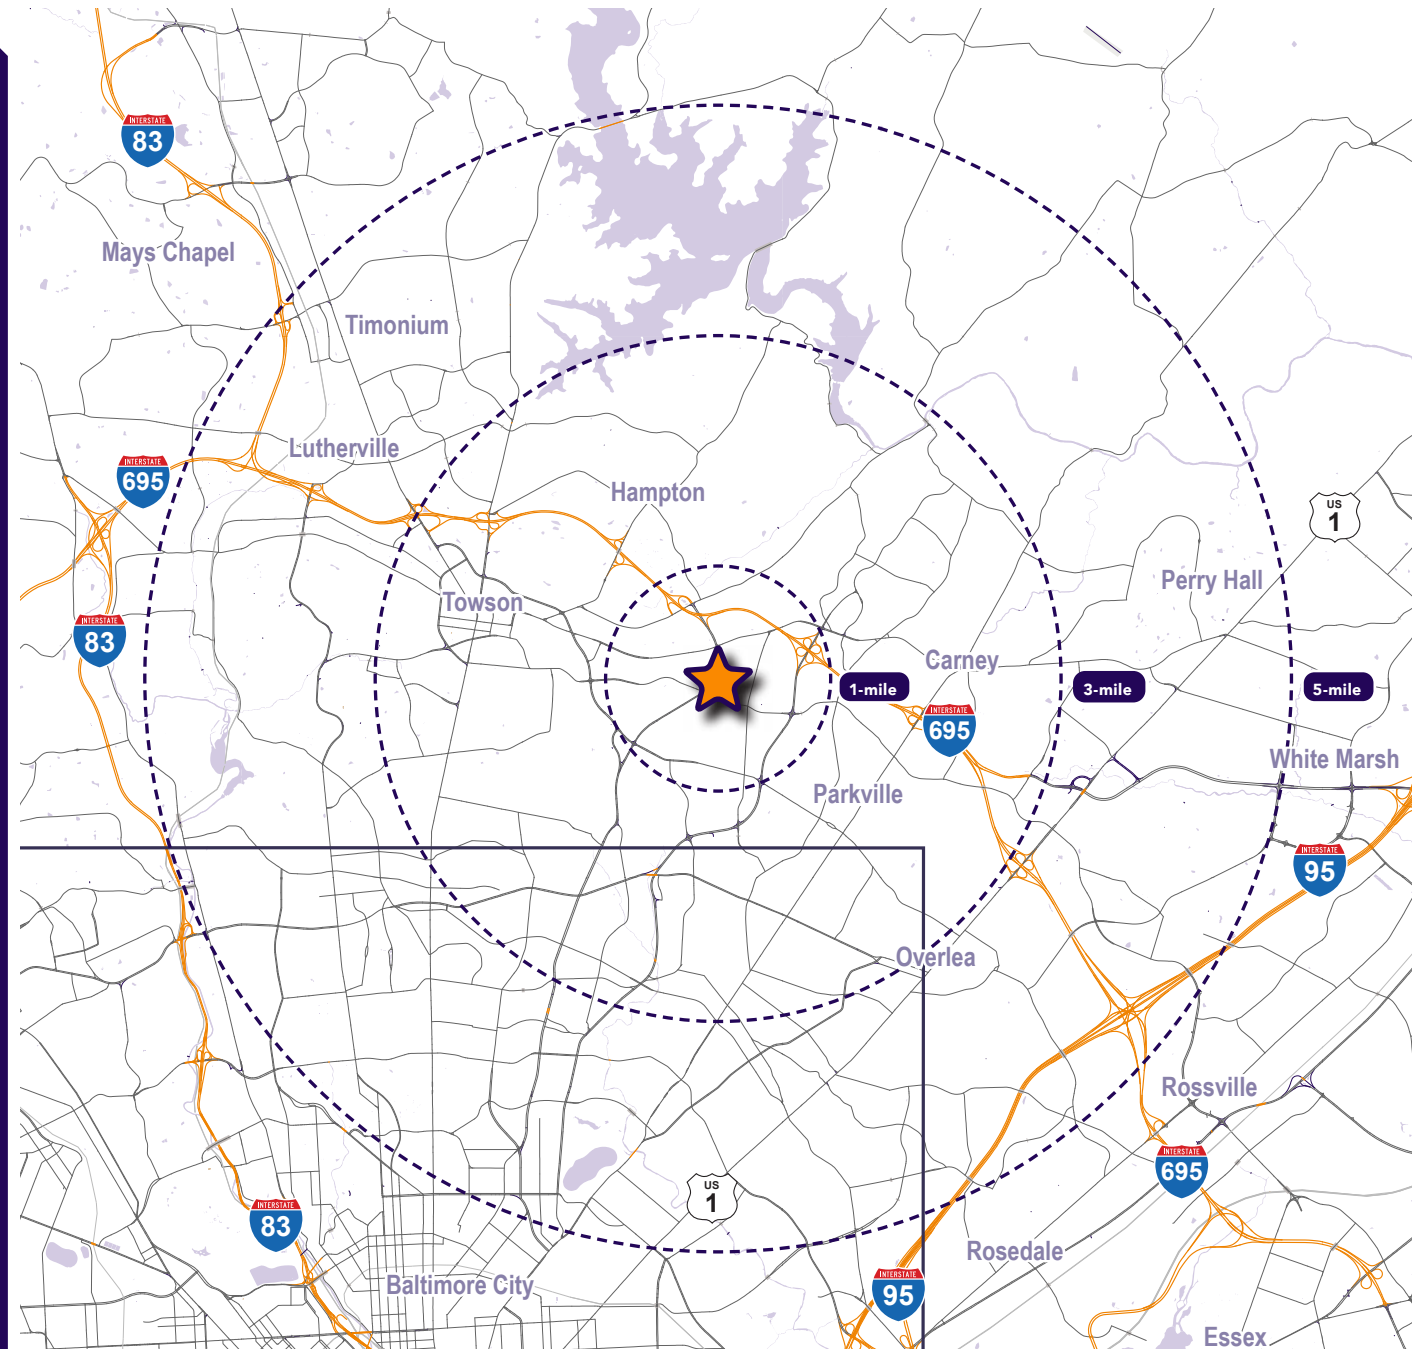 INTERSTATE
83
Mays Chapel
Timonium
Lutherville
INTERSTATE
695
Hampton
US
1
Perry Hall
Towson
INTERSTATE
83
Carney
1-mile
3-mile
5-mile
INTERSTATE
695
White Marsh
Parkville
INTERSTATE
95
Overlea
Rossville
INTERSTATE
695
US
1
INTERSTATE
83
Rosedale
Baltimore City
INTERSTATE
95
Essex